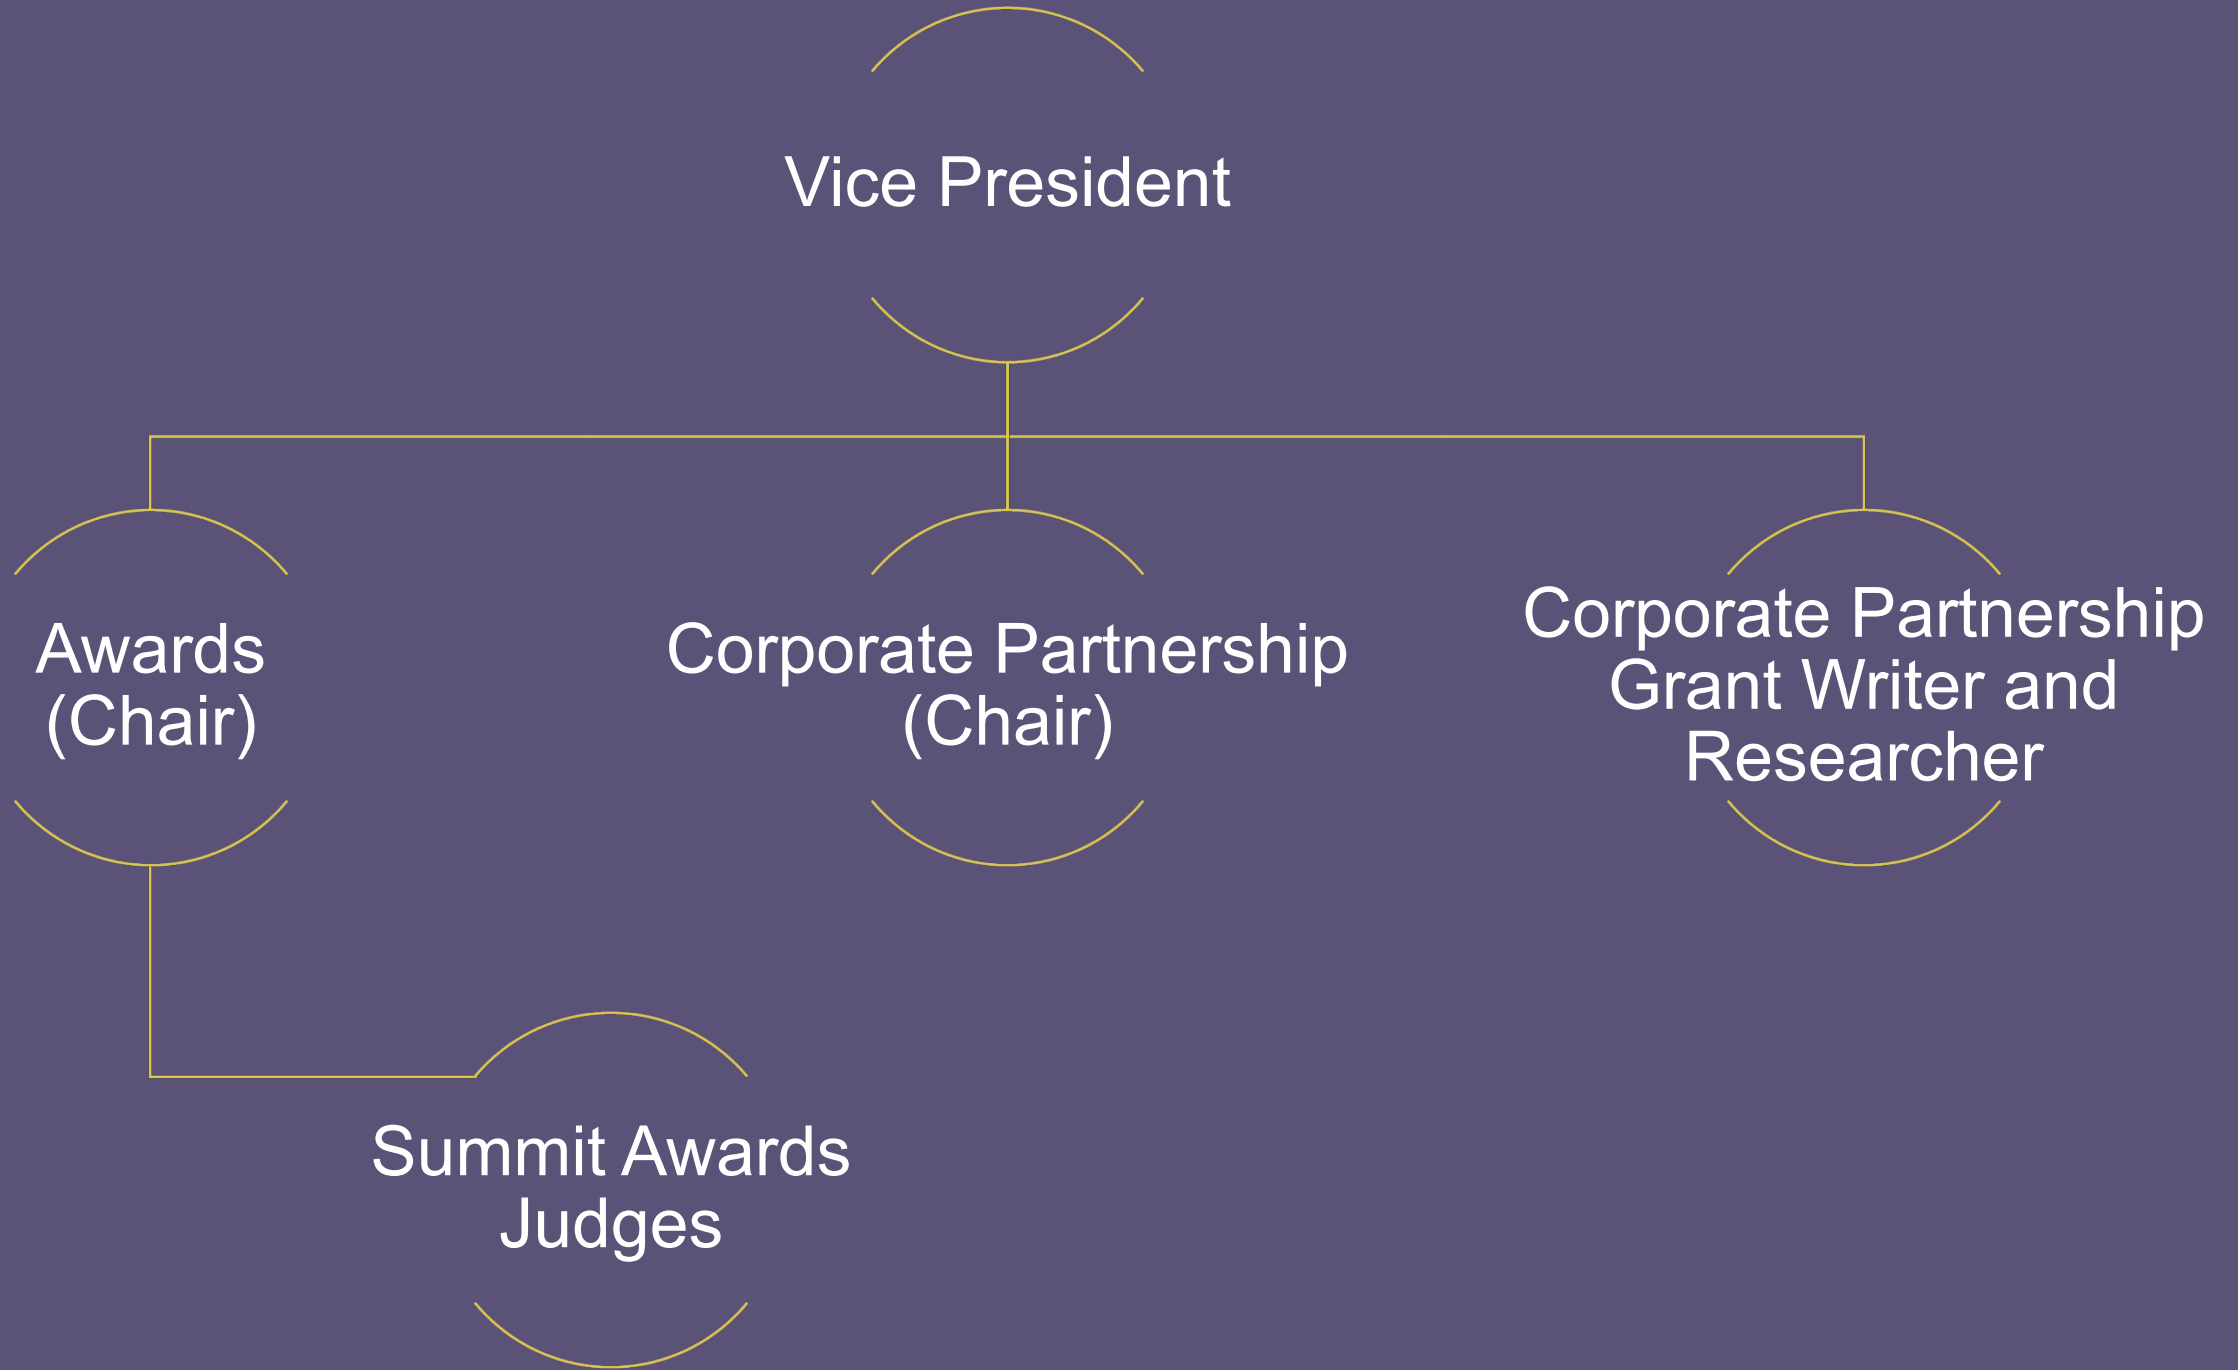 Vice President
Awards
(Chair)
Corporate Partnership
(Chair)
Corporate Partnership
Grant Writer and
Researcher
Summit Awards
Judges